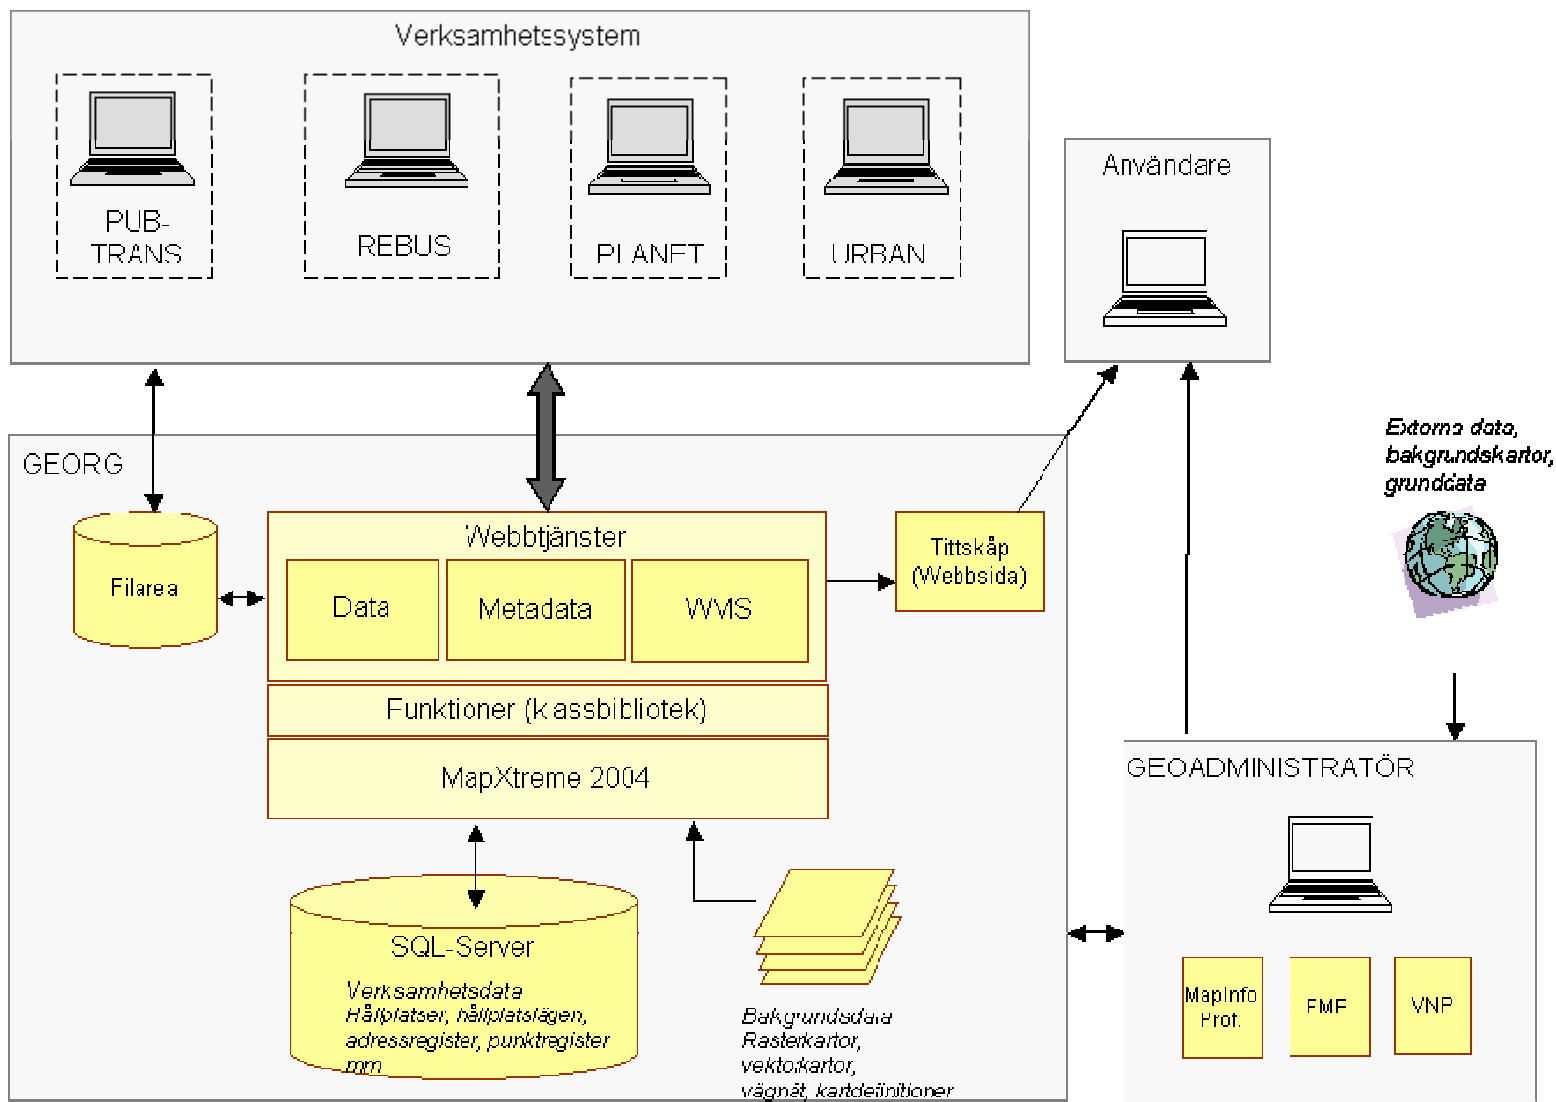 Verksamhetssystem
PUB-
TRANS
REBUS
PLANET
URBAN
Användare
GEORG
Externa data,
bakgrundskartor,
grunddata
Webbtjänster
Tittskåp
(Webbsida)
Filarea
Data
Metadata
WMS
Funktioner (klassbibliotek)
MapXtreme 2004
GEOADMINISTRATÖR
SQL-Server
Verksamhetsdata
Hållplatser, hållplatslägen,
adressregister, punktregister
mm
Bakgrundsdata
Rasterkartor,
vektorkartor,
vägnät, kartdefinitioner
MapInfo
Prof.
FME
VNP